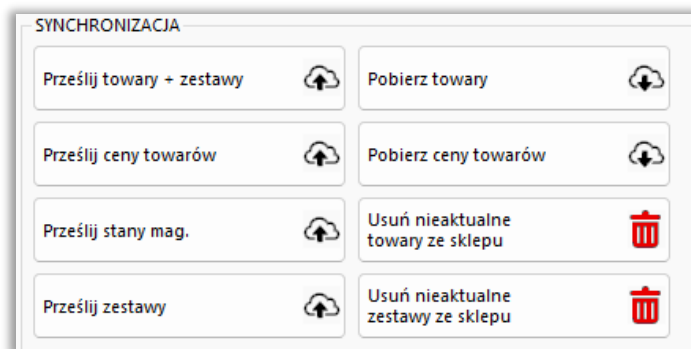 SYNCHRONIZACJA
Prześlij towary + zestawy
Pobierz towary
Prześlij ceny towarów
Pobierz ceny towarów
Prześlij stany mag.
Usuń nieaktualne
towary ze sklepu
Prześlij zestawy
Usuń nieaktualne
zestawy ze sklepu